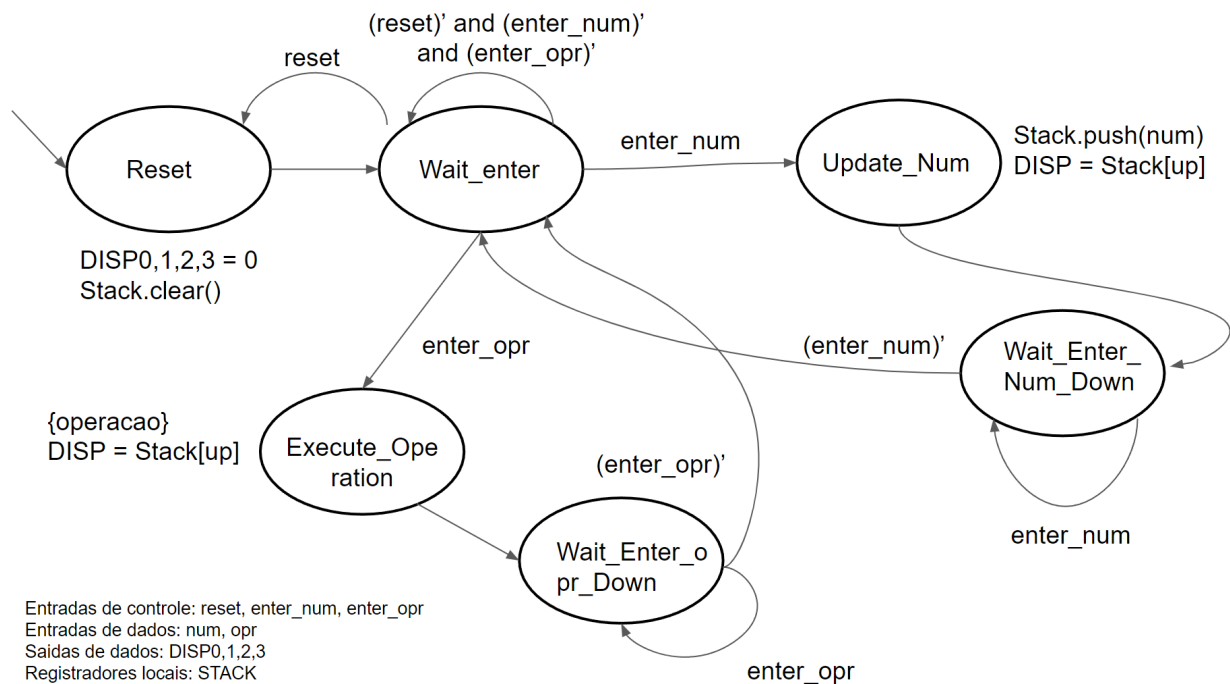 (reset)’ and (enter_num)’
and (enter_opr)’
reset
enter_num
Stack.push(num)
DISP = Stack[up]
Reset
Wait_enter
Update_Num
DISP0,1,2,3 = 0
Stack.clear()
enter_opr
(enter_num)’
Wait_Enter_
Num_Down
{operacao}
DISP = Stack[up]
Execute_Ope
ration
(enter_opr)’
enter_num
Wait_Enter_o
pr_Down
enter_opr
Entradas de controle: reset, enter_num, enter_opr
Entradas de dados: num, opr
Saidas de dados: DISP0,1,2,3
Registradores locais: STACK